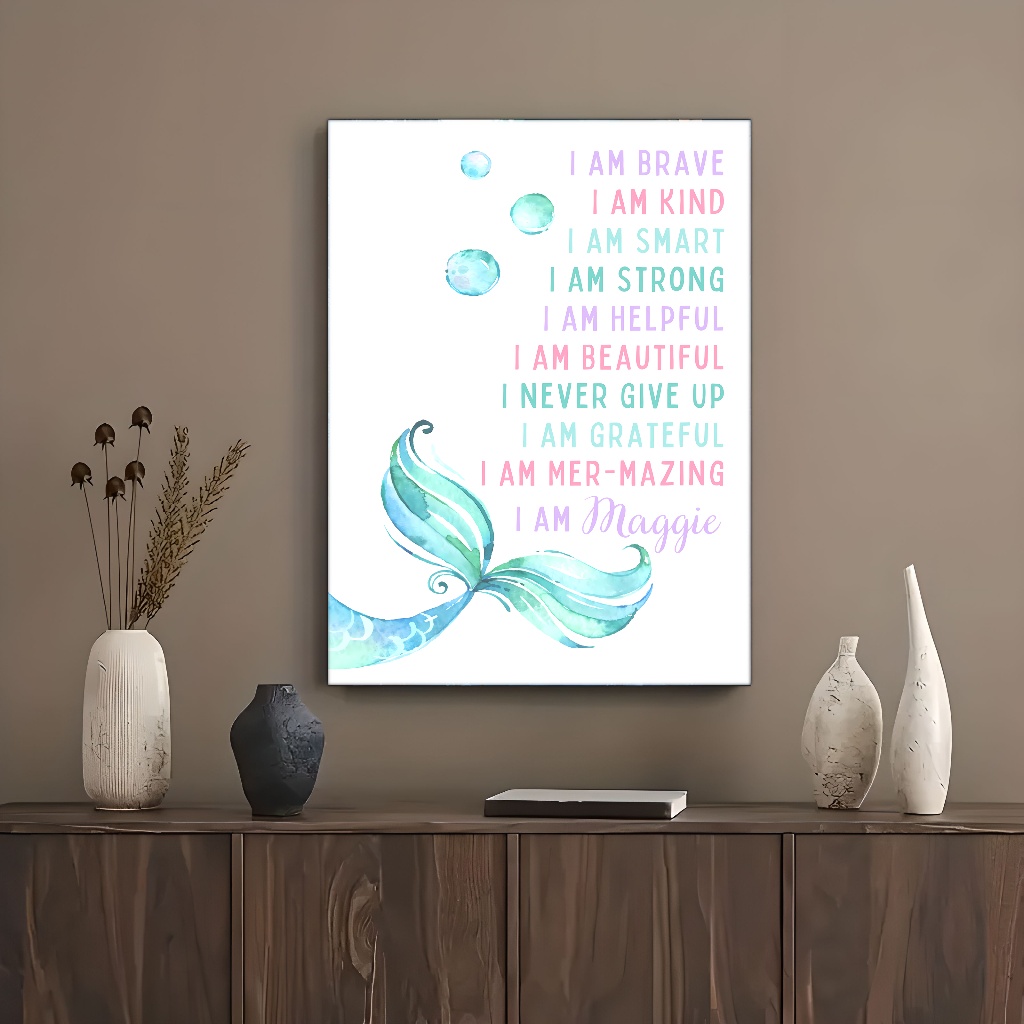 I AM BRAVE
I AM KIND
I AM SMART
I AM STRONG
I AM HELPFUL
I AM BEAUTIFUL
I NEVER GIVE UP
I AM GRATEFUL
I AM MER-MAZING
I AM Maggie